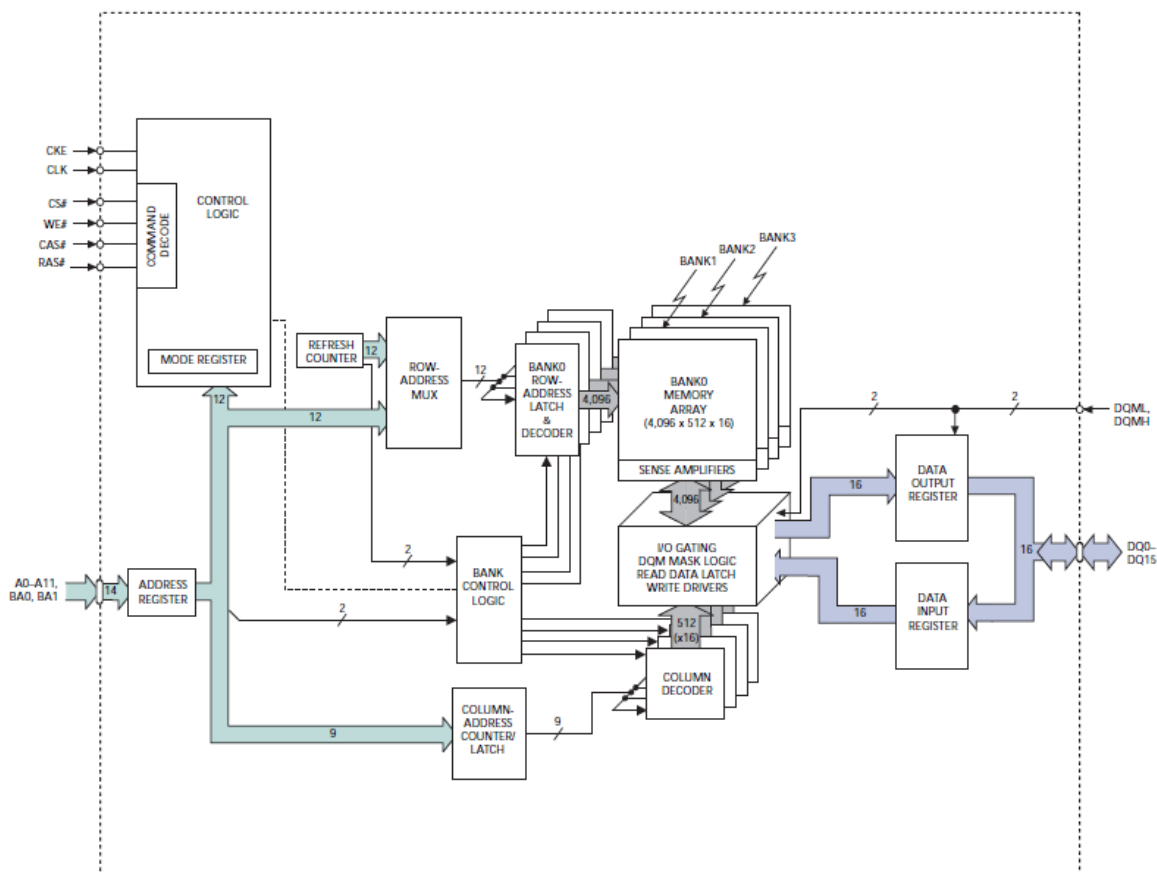 CKE
CLK
CS#
WE#
CAS#
RAS#
COMMAND
DECODE
CONTROL
LOGIC
MODE REGISTER
12
REFRESH
COUNTER
12
12
ROW-
ADDRESS
MUX
12
BANK0
ROW-
ADDRESS
LATCH
&
DECODER
4,096
BANK1
BANK2
BANK3
BANK0
MEMORY
ARRAY
(4,096 x 512 x 16)
SENSE AMPLIFIERS
4,096
I/O GATING
DQM MASK LOGIC
READ DATA LATCH
WRITE DRIVERS
512
(x16)
COLUMN
DECODER
2
2
DQML,
DQMH
16
DATA
OUTPUT
REGISTER
16
DQ0–
DQ15
16
DATA
INPUT
REGISTER
A0–A11,
BA0, BA1
14
ADDRESS
REGISTER
2
2
BANK
CONTROL
LOGIC
9
COLUMN-
ADDRESS
COUNTER/
LATCH
9